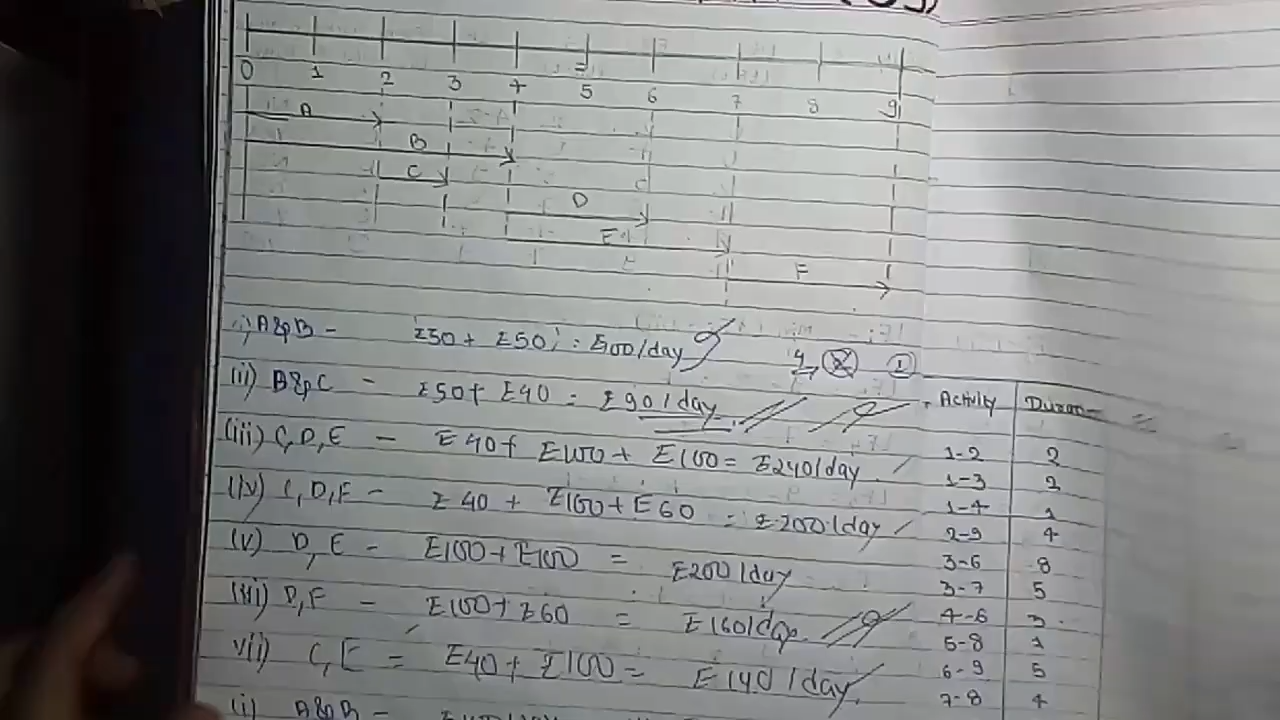 0 1 2 3 4 5 6 7 8 9
A
B
C
D
E
F
i) A&B - £50 + £50 = £100/day
(ii) B&C - £50 + £40 = £90/day
(iii) C,D,E - £40 + £100 + £100 = £240/day
(iv) C,D,F - £40 + £100 + £60 = £200/day
(v) D,E - £100 + £100 = £200/day
D,F - £100 + £60 = £160/day
vii) C,E = £40 + £100 = £140/day
(i) A&B -
Activity
1-2 2
1-3 2
1-4 1
4
3-6 8
3-7 5
4-6 3
5-8 1
6-9 5
7-8 4